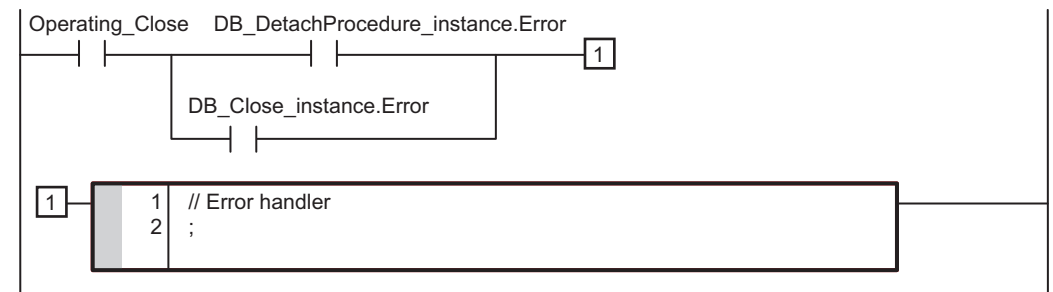 Operating_Close DB_DetachProcedure_instance.Error
1
DB_Close_instance.Error
1
1 // Error handler
2 ;